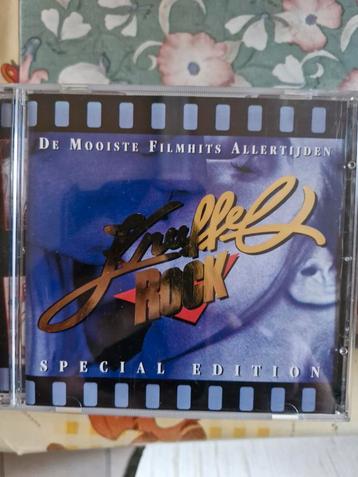 DE MOOISTE FILMHITS ALLERTIJDEN
Knuffel
ROCK
SPECIAL EDITION